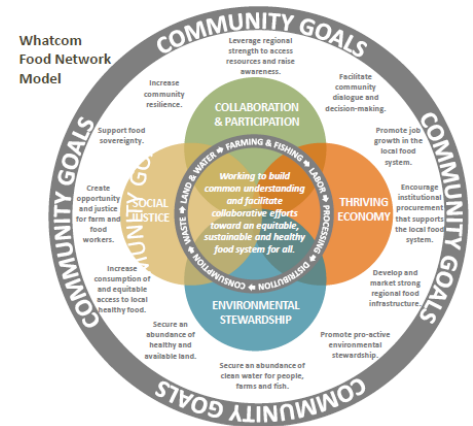 Whatcom
Food Network
Model
COMMUNITY GOALS
COMMUNITY GOALS
COMMUNITY GOALS
COMMUNITY GOALS
COMMUNITY GOALS
Leverage regional
strength to access
resources and raise
awareness.
Facilitate
community
dialogue and
decision-making.
Promote job
growth in the
local food
system.
Encourage
institutional
procurement that
supports the
local food
system.
Develop and
market strong
regional food
infrastructure.
Promote pro-active
environmental
stewardship.
Secure an abundance of
clean water for people,
farms and fish.
Secure an
abundance of
healthy and
available land.
Increase
consumption of
and equitable
access to local
healthy food.
Create
opportunity
and justice for
farm and food
workers.
Support food
sovereignty.
Increase
community
resilience.
COLLABORATION
& PARTICIPATION
THRIVING
ECONOMY
ENVIRONMENTAL
STEWARDSHIP
SOCIAL
JUSTICE
LAND & WATER
FARMING & FISHING
LABOR
PROCESSING
DISTRIBUTION
CONSUMPTION
WASTE
Working to build
common understanding
and facilitate
collaborative efforts
toward an equitable,
sustainable and healthy
food system for all.